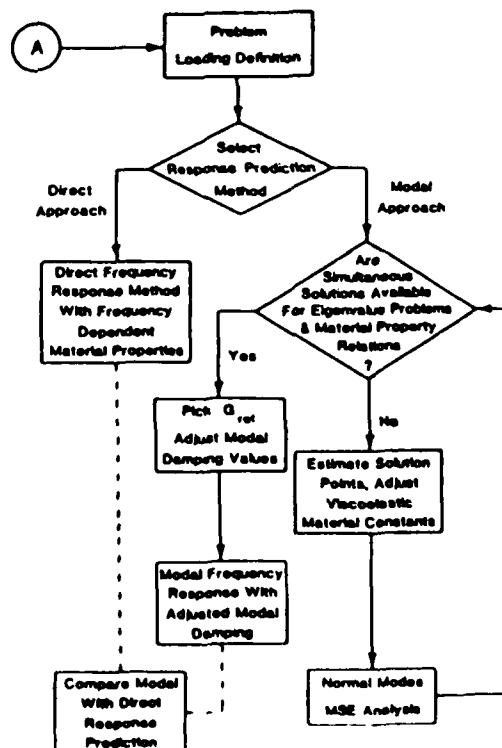 A
Problem
Loading Definition
Select
Response Prediction
Method
Direct
Approach
Modal
Approach
Direct Frequency
Response Method
With Frequency
Dependent
Material Properties
Are
Simultaneous
Solutions Available
For Eigenvalue Problems
& Material Property
Relations
?
Yes
No
Pick G ref
Adjust Modal
Damping Values
Estimate Solution
Points, Adjust
Viscoelastic
Material Constants
Modal Frequency
Response With
Adjusted Modal
Damping
Compare Modal
With Direct
Response
Prediction
Normal Modes
MSE Analysis